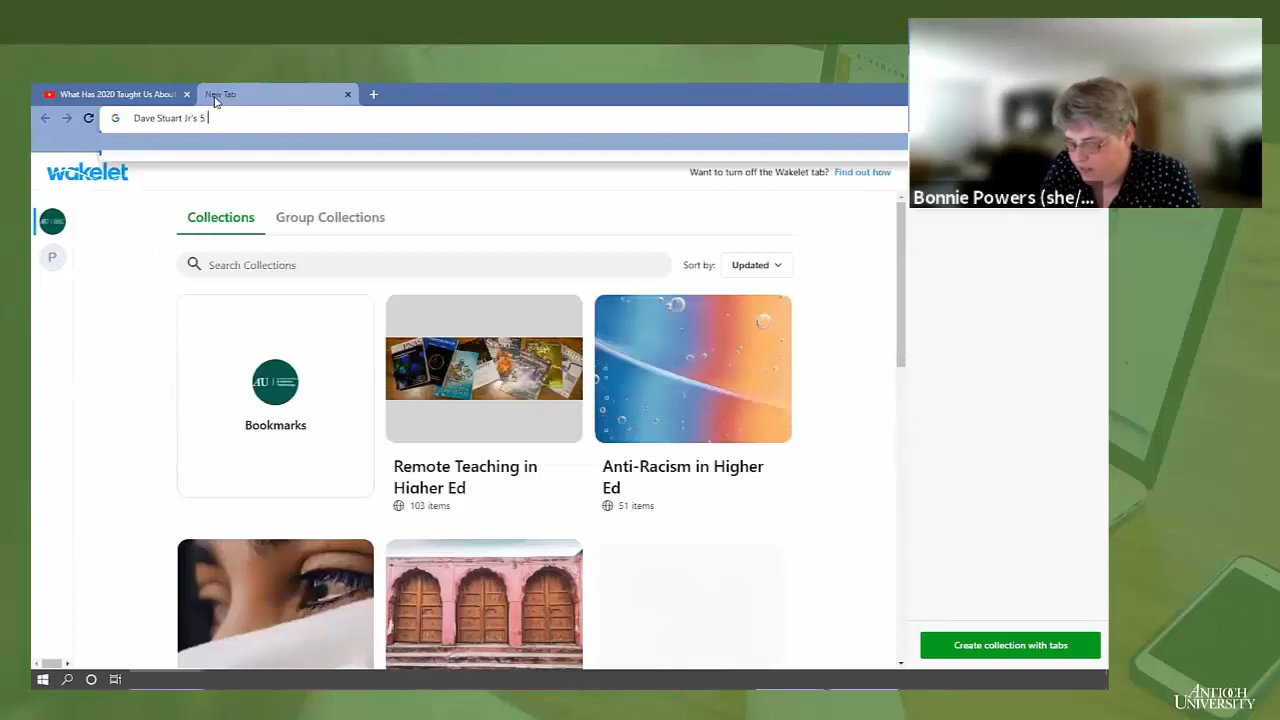 What Has 2020 Taught Us About
New Tab
Dave Stuart Jr's 5
wakelet
Want to turn off the Wakelet tab? Find out how
Bonnie Powers (she/...
Collections
Group Collections
P
Search Collections
Sort by:
Updated
AU
Bookmarks
Remote Teaching in
Higher Ed
103 items
Anti-Racism in Higher
Ed
51 items
Create collection with tabs
ANTIOCH
UNIVERSITY